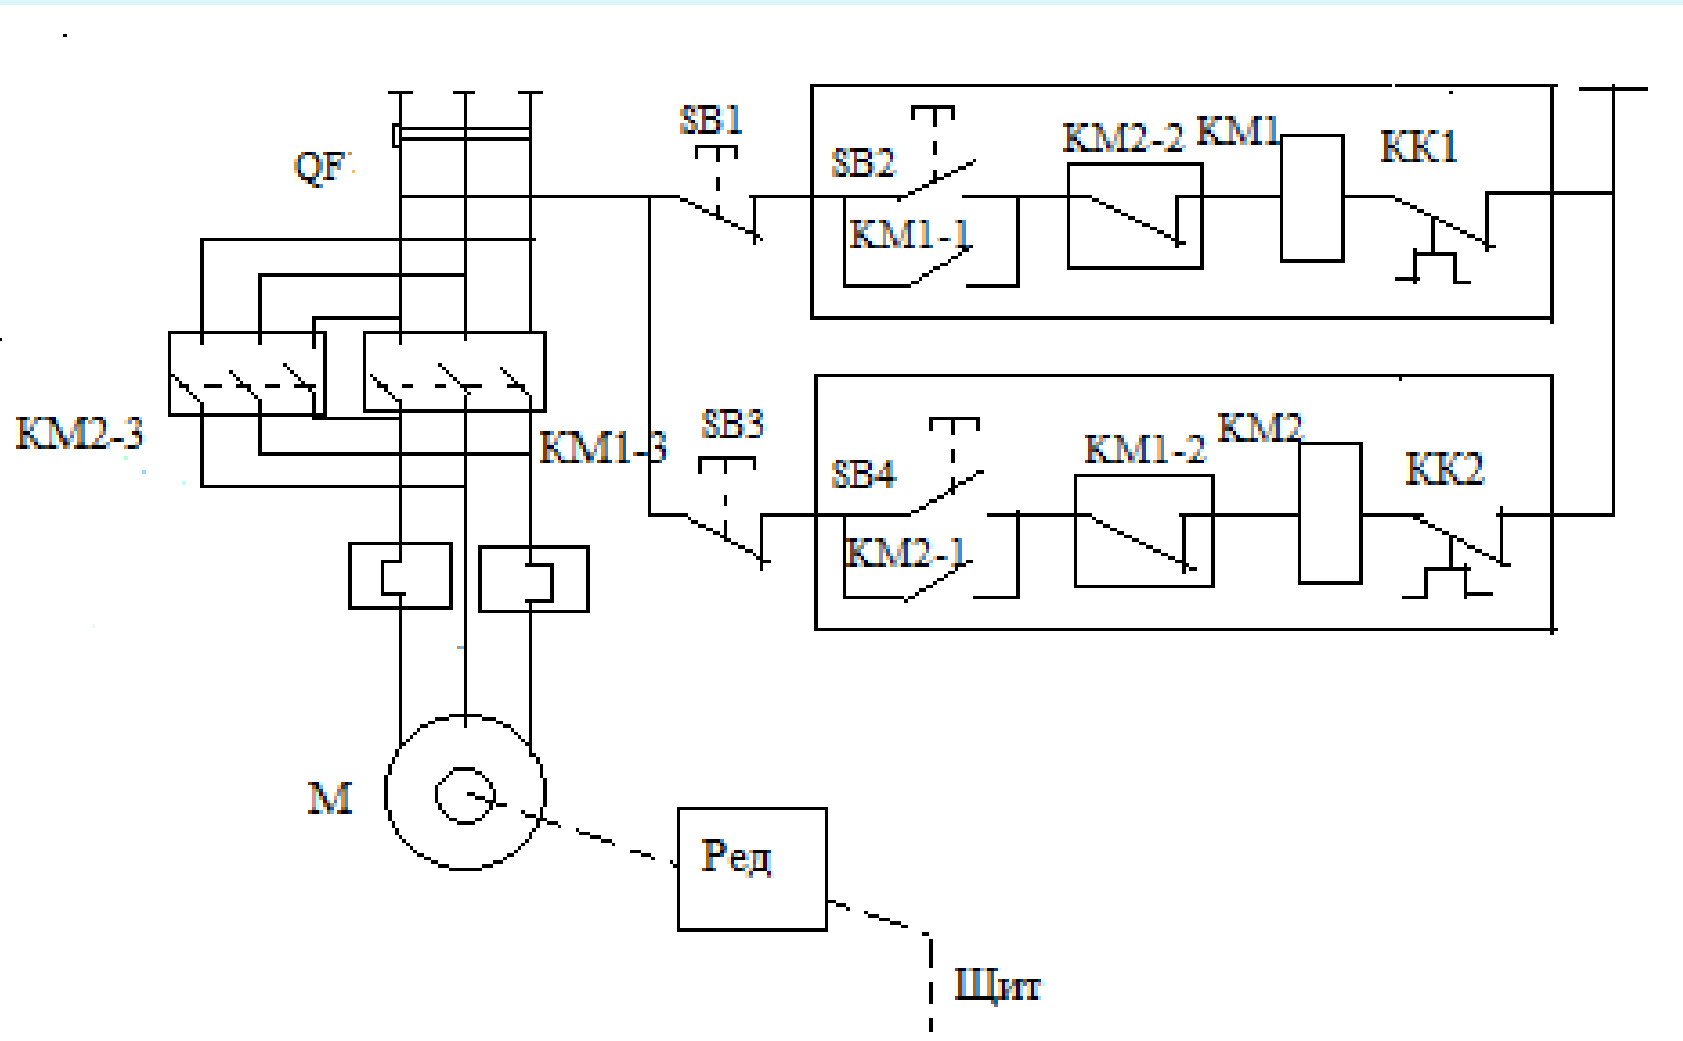 SB1
KM2-2
KM1
KK1
QF
SB2
KM1-1
KM2-3
KM1-3
SB3
KM1-2
KM2
KK2
SB4
KM2-1
М
Ред
Щит